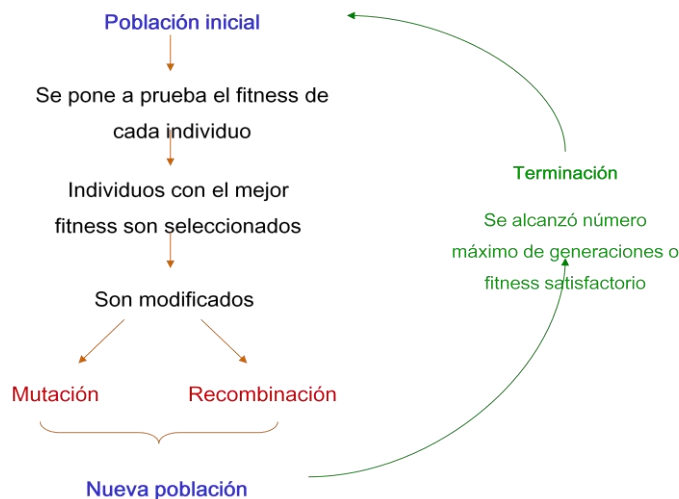 Población inicial
Se pone a prueba el fitness de
cada individuo
Individuos con el mejor
fitness son seleccionados
Son modificados
Mutación
Recombinación
Nueva población
Terminación
Se alcanzó número
máximo de generaciones o
fitness satisfactorio